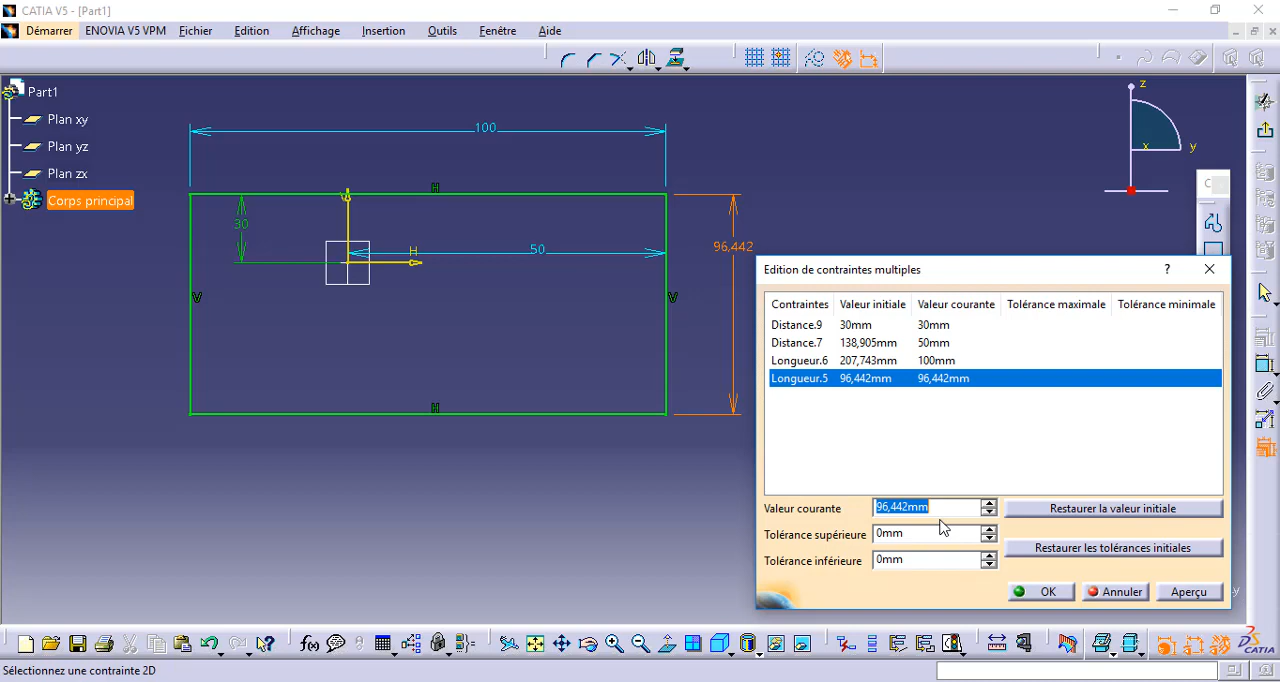 CATIA V5 - [Part1]
Démarrer ENOVIA V5 VPM Fichier Edition Affichage Insertion Outils Fenêtre Aide
Part1
Plan xy
Plan yz
Plan zx
Corps principal
z
x
y
C
100
H
30
H
50
96,442
V
V
H
Edition de contraintes multiples
?
Contraintes Valeur initiale Valeur courante Tolérance maximale Tolérance minimale
Distance.9 30mm 30mm
Distance.7 138,905mm 50mm
Longueur.6 207,743mm 100mm
Longueur.5 96,442mm 96,442mm
Valeur courante 96,442mm Restaurer la valeur initiale
Tolérance supérieure 0mm
Restaurer les tolérances initiales
Tolérance inférieure 0mm
OK Annuler Aperçu
y
f(x)
CATIA
Sélectionnez une contrainte 2D